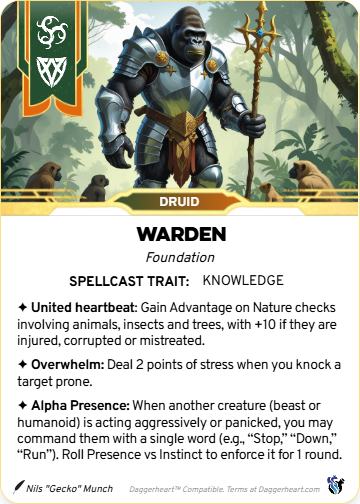 DRUID
WARDEN
Foundation
SPELLCAST TRAIT: KNOWLEDGE
✦ United heartbeat: Gain Advantage on Nature checks
involving animals, insects and trees, with +10 if they are
injured, corrupted or mistreated.
✦ Overwhelm: Deal 2 points of stress when you knock a
target prone.
✦ Alpha Presence: When another creature (beast or
humanoid) is acting aggressively or panicked, you may
command them with a single word (e.g., “Stop,” “Down,”
“Run”). Roll Presence vs Instinct to enforce it for 1 round.
Nils "Gecko" Munch
Daggerheart™ Compatible. Terms at Daggerheart.com